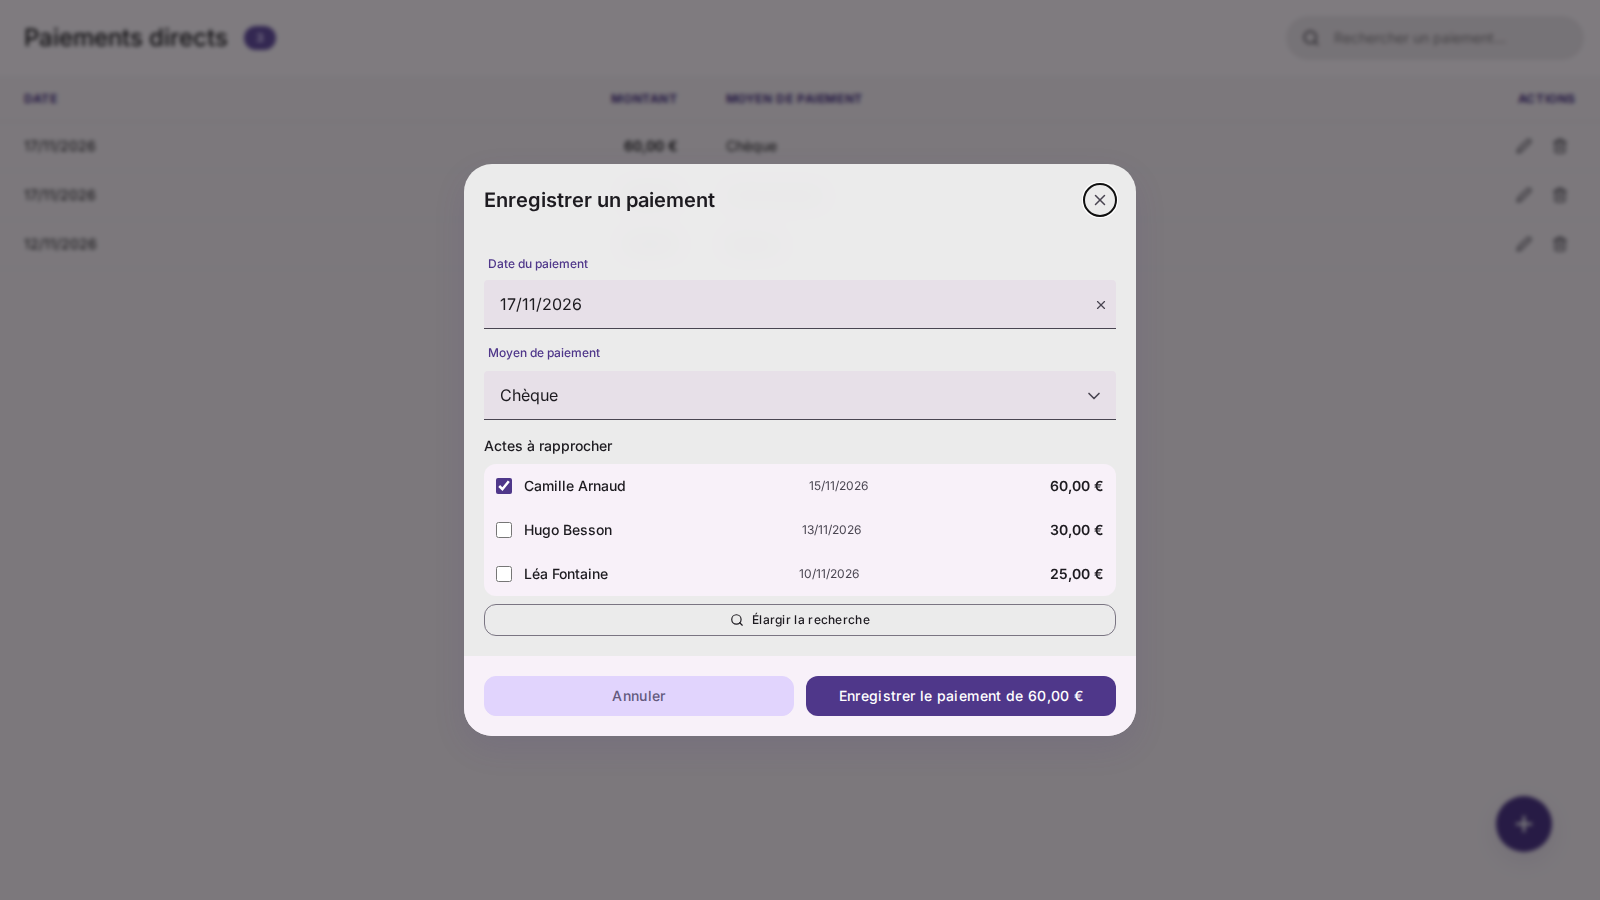 Paiements directs
Rechercher un paiement...
DATE MONTANT MOYEN DE PAIEMENT ACTIONS
17/11/2026 60,00 € Chèque
17/11/2026
12/11/2026
Enregistrer un paiement
Date du paiement
17/11/2026
Moyen de paiement
Chèque
Actes à rapprocher
Camille Arnaud 15/11/2026 60,00 €
Hugo Besson 13/11/2026 30,00 €
Léa Fontaine 10/11/2026 25,00 €
Élargir la recherche
Annuler Enregistrer le paiement de 60,00 €